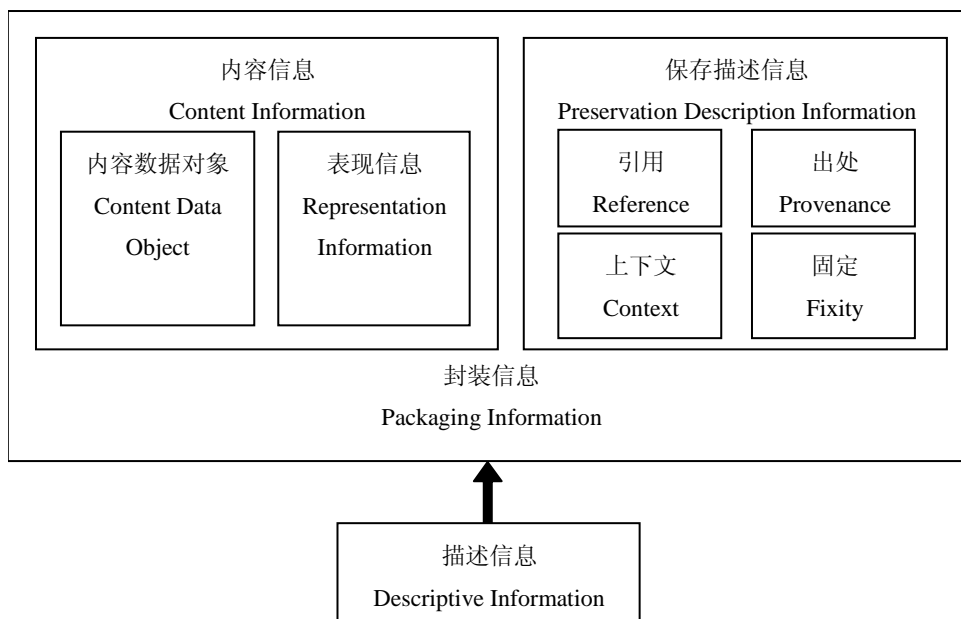 内容信息
Content Information
内容数据对象
Content Data
Object
表现信息
Representation
Information
保存描述信息
Preservation Description Information
引用
Reference
出处
Provenance
上下文
Context
固定
Fixity
封装信息
Packaging Information
描述信息
Descriptive Information